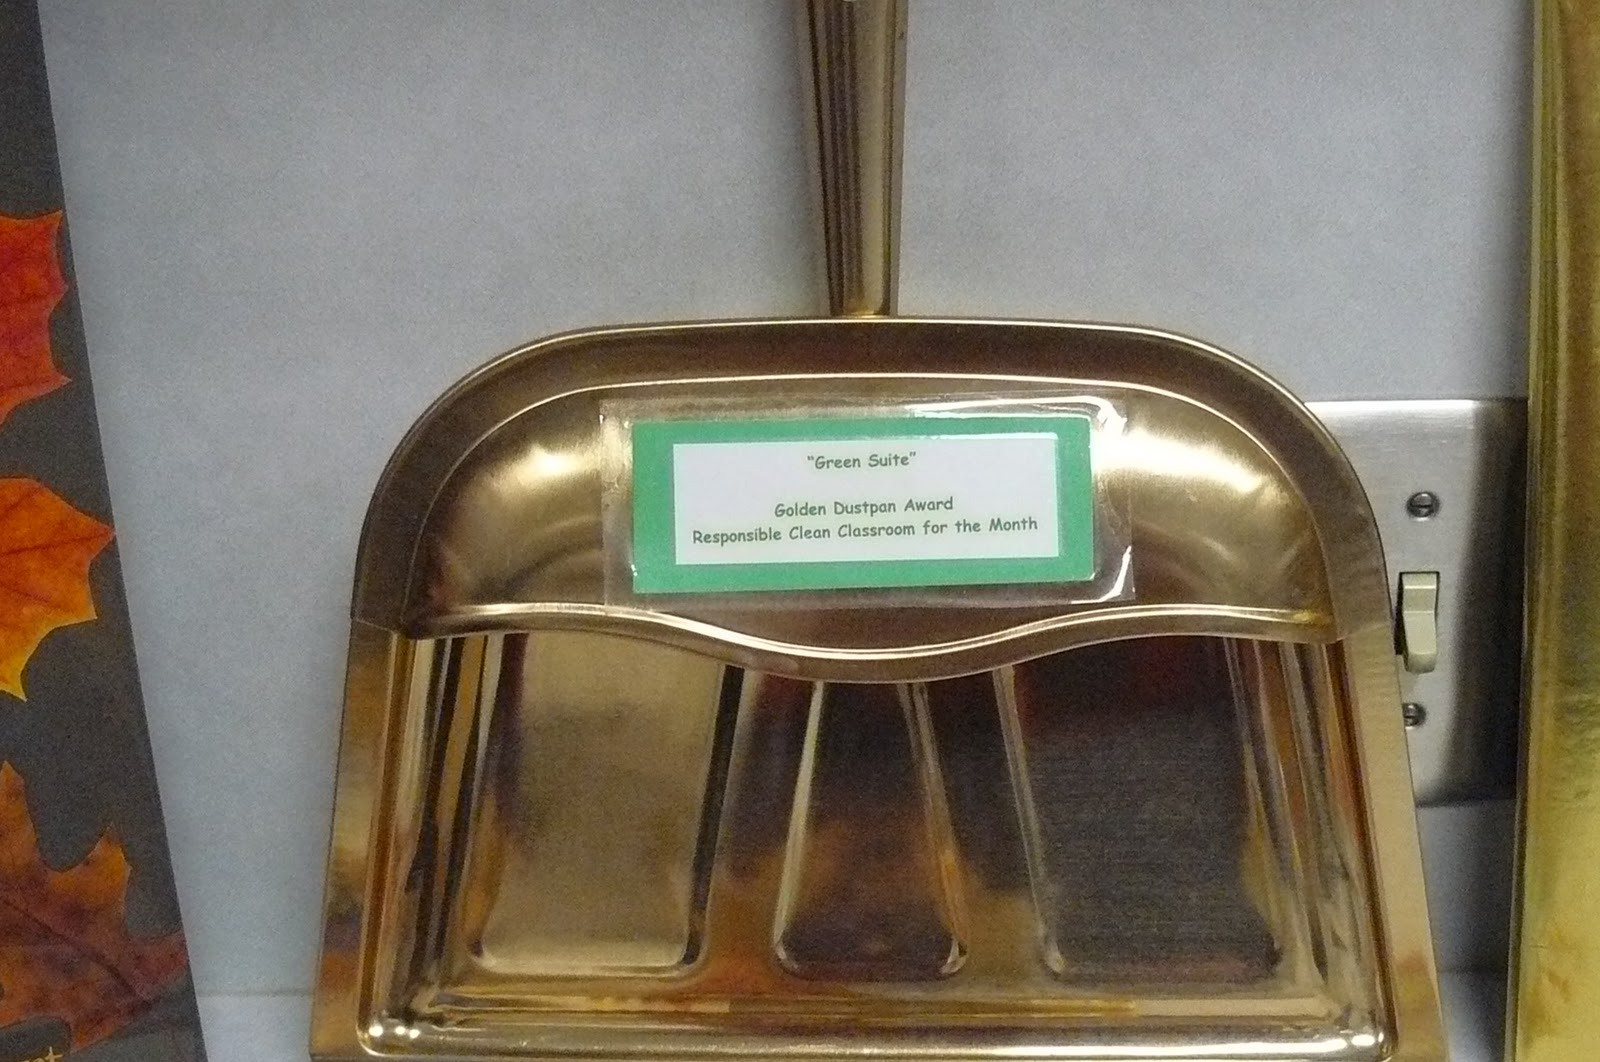 “Green Suite”
Golden Dustpan Award
Responsible Clean Classroom for the Month